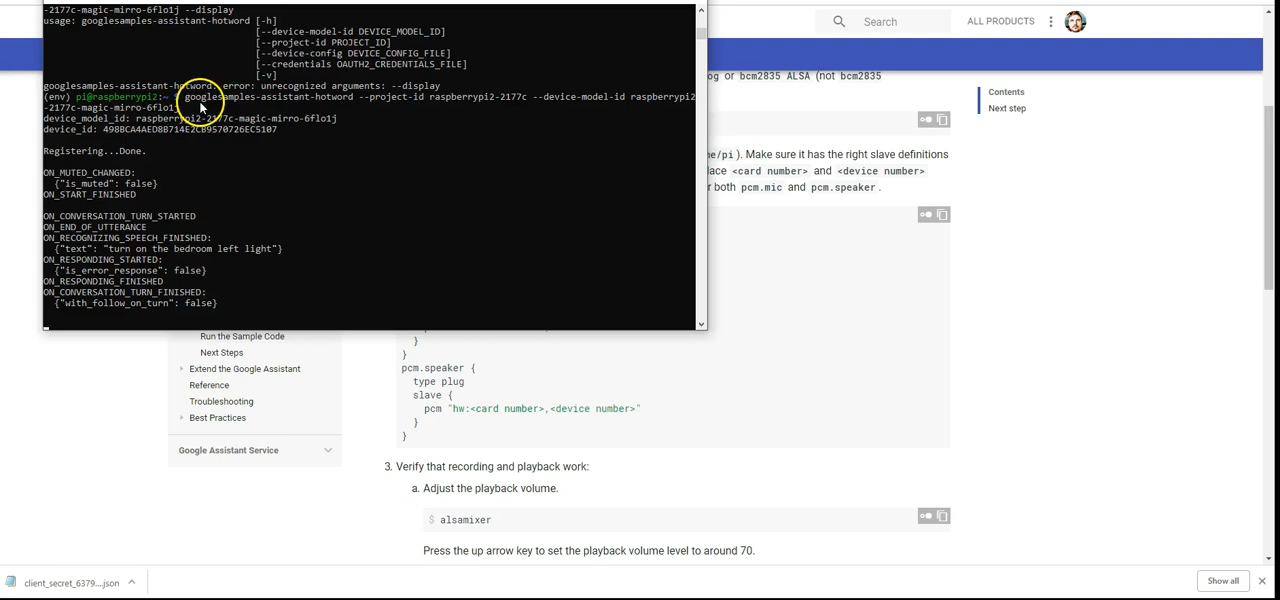 -2177c-magic-mirro-6flo1j --display
usage: googlesamples-assistant-hotword [-h]
[--device-model-id DEVICE_MODEL_ID]
[--project-id PROJECT_ID]
[--device-config DEVICE_CONFIG_FILE]
[--credentials OAUTH2_CREDENTIALS_FILE]
[-v]
googlesamples-assistant-hotword: error: unrecognized arguments: --display
(env) pi@raspberrypi2:~ $ googlesamples-assistant-hotword --project-id raspberrypi2-2177c --device-model-id raspberrypi2
-2177c-magic-mirro-6flo1j
device_model_id: raspberrypi2-2177c-magic-mirro-6flo1j
device_id: 498BCA4AED8B714E2CB9570726EC5107
Registering...Done.
ON_MUTED_CHANGED:
{"is_muted": false}
ON_START_FINISHED
ON_CONVERSATION_TURN_STARTED
ON_END_OF_UTTERANCE
ON_RECOGNIZING_SPEECH_FINISHED:
{"text": "turn on the bedroom left light"}
ON_RESPONDING_STARTED:
{"is_error_response": false}
ON_RESPONDING_FINISHED
ON_CONVERSATION_TURN_FINISHED:
{"with_follow_on_turn": false}
Search
ALL PRODUCTS
or bcm2835 ALSA (not bcm2835
Contents
Next step
me/pi). Make sure it has the right slave definitions
lace <card number> and <device number>
or both pcm.mic and pcm.speaker.
Run the Sample Code
Next Steps
Extend the Google Assistant
Reference
Troubleshooting
Best Practices
Google Assistant Service
}
}
pcm.speaker {
type plug
slave {
pcm "hw:<card number>,<device number>"
}
}
3. Verify that recording and playback work:
a. Adjust the playback volume.
$ alsamixer
Press the up arrow key to set the playback volume level to around 70.
client_secret_6379....json
Show all